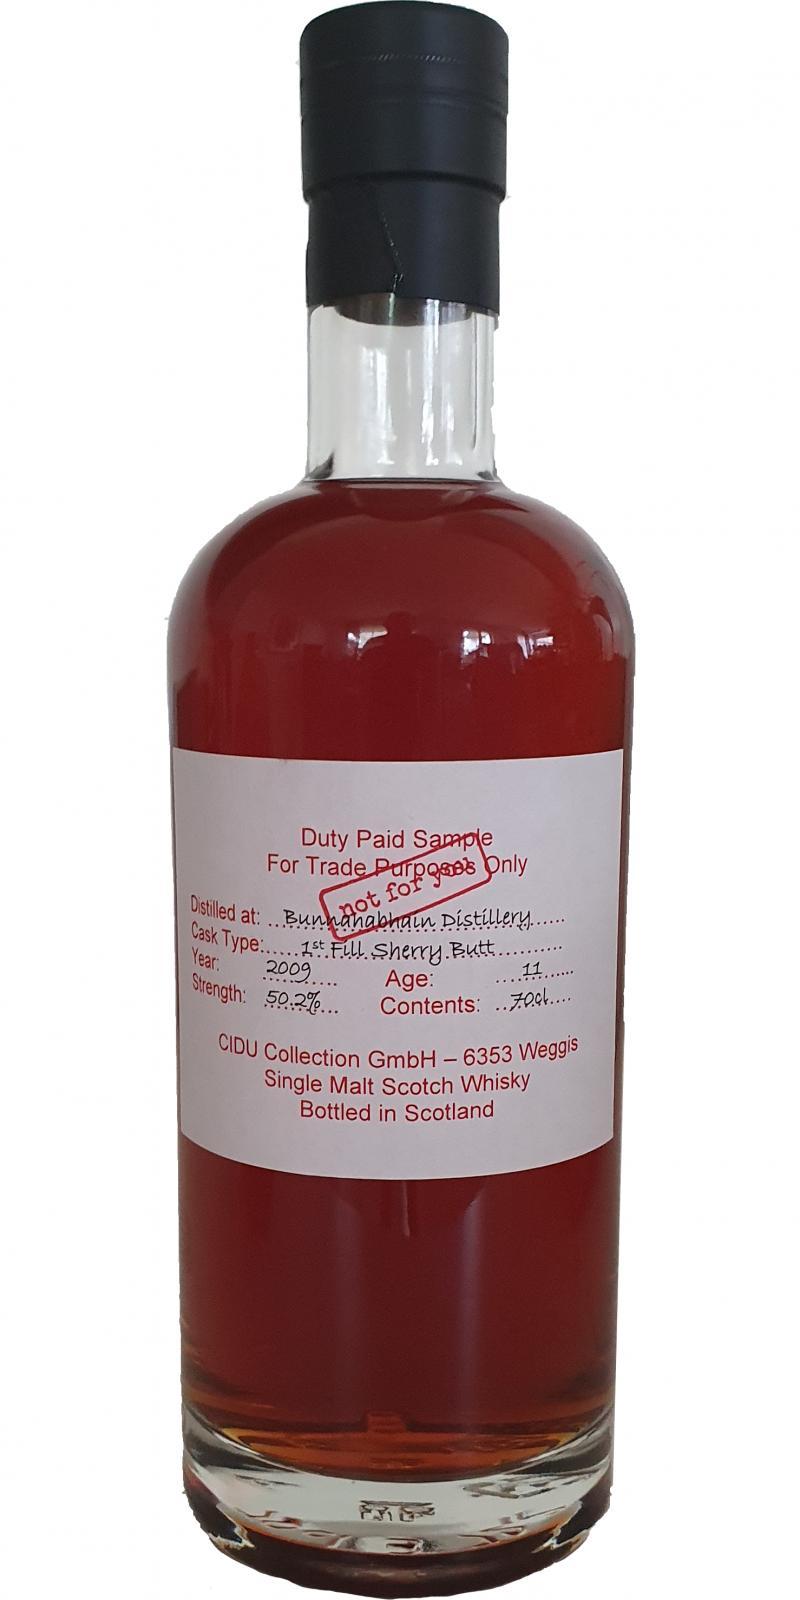 Duty Paid Sample
For Trade Purposes Only
not for you
Distilled at: Bunnahabhain Distillery
Cask Type: 1st Fill Sherry Butt
Year: 2009 Age: 11
Strength: 50.2% Contents: 70cl
CIDU Collection GmbH – 6353 Weggis
Single Malt Scotch Whisky
Bottled in Scotland